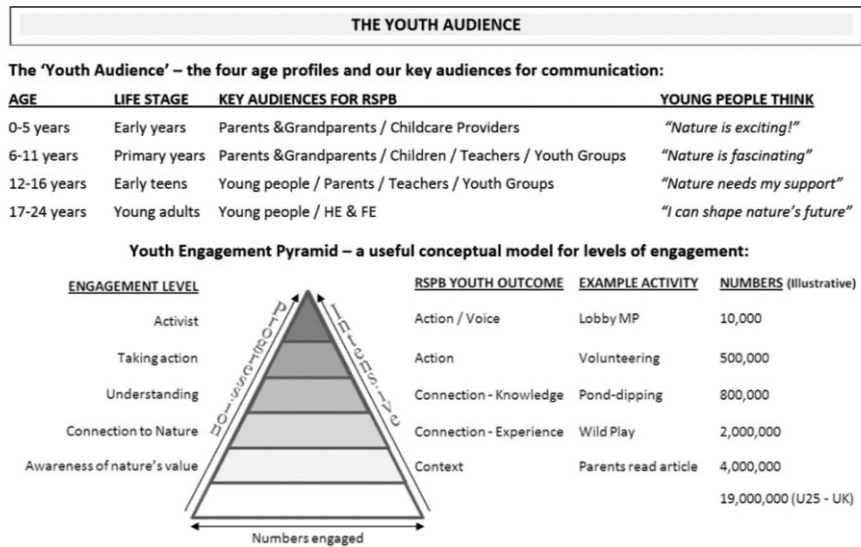 THE YOUTH AUDIENCE
The 'Youth Audience' – the four age profiles and our key audiences for communication:
AGE LIFE STAGE KEY AUDIENCES FOR RSPB YOUNG PEOPLE THINK
0-5 years Early years Parents &Grandparents / Childcare Providers "Nature is exciting!"
6-11 years Primary years Parents &Grandparents / Children / Teachers / Youth Groups "Nature is fascinating"
12-16 years Early teens Young people / Parents / Teachers / Youth Groups "Nature needs my support"
17-24 years Young adults Young people / HE & FE "I can shape nature's future"
Youth Engagement Pyramid – a useful conceptual model for levels of engagement:
ENGAGEMENT LEVEL RSPB YOUTH OUTCOME EXAMPLE ACTIVITY NUMBERS (Illustrative)
Activist Action / Voice Lobby MP 10,000
Taking action Action Volunteering 500,000
Understanding Connection - Knowledge Pond-dipping 800,000
Connection to Nature Connection - Experience Wild Play 2,000,000
Awareness of nature's value Context Parents read article 4,000,000
19,000,000 (U25 - UK)
Progression
Intensive
Numbers engaged